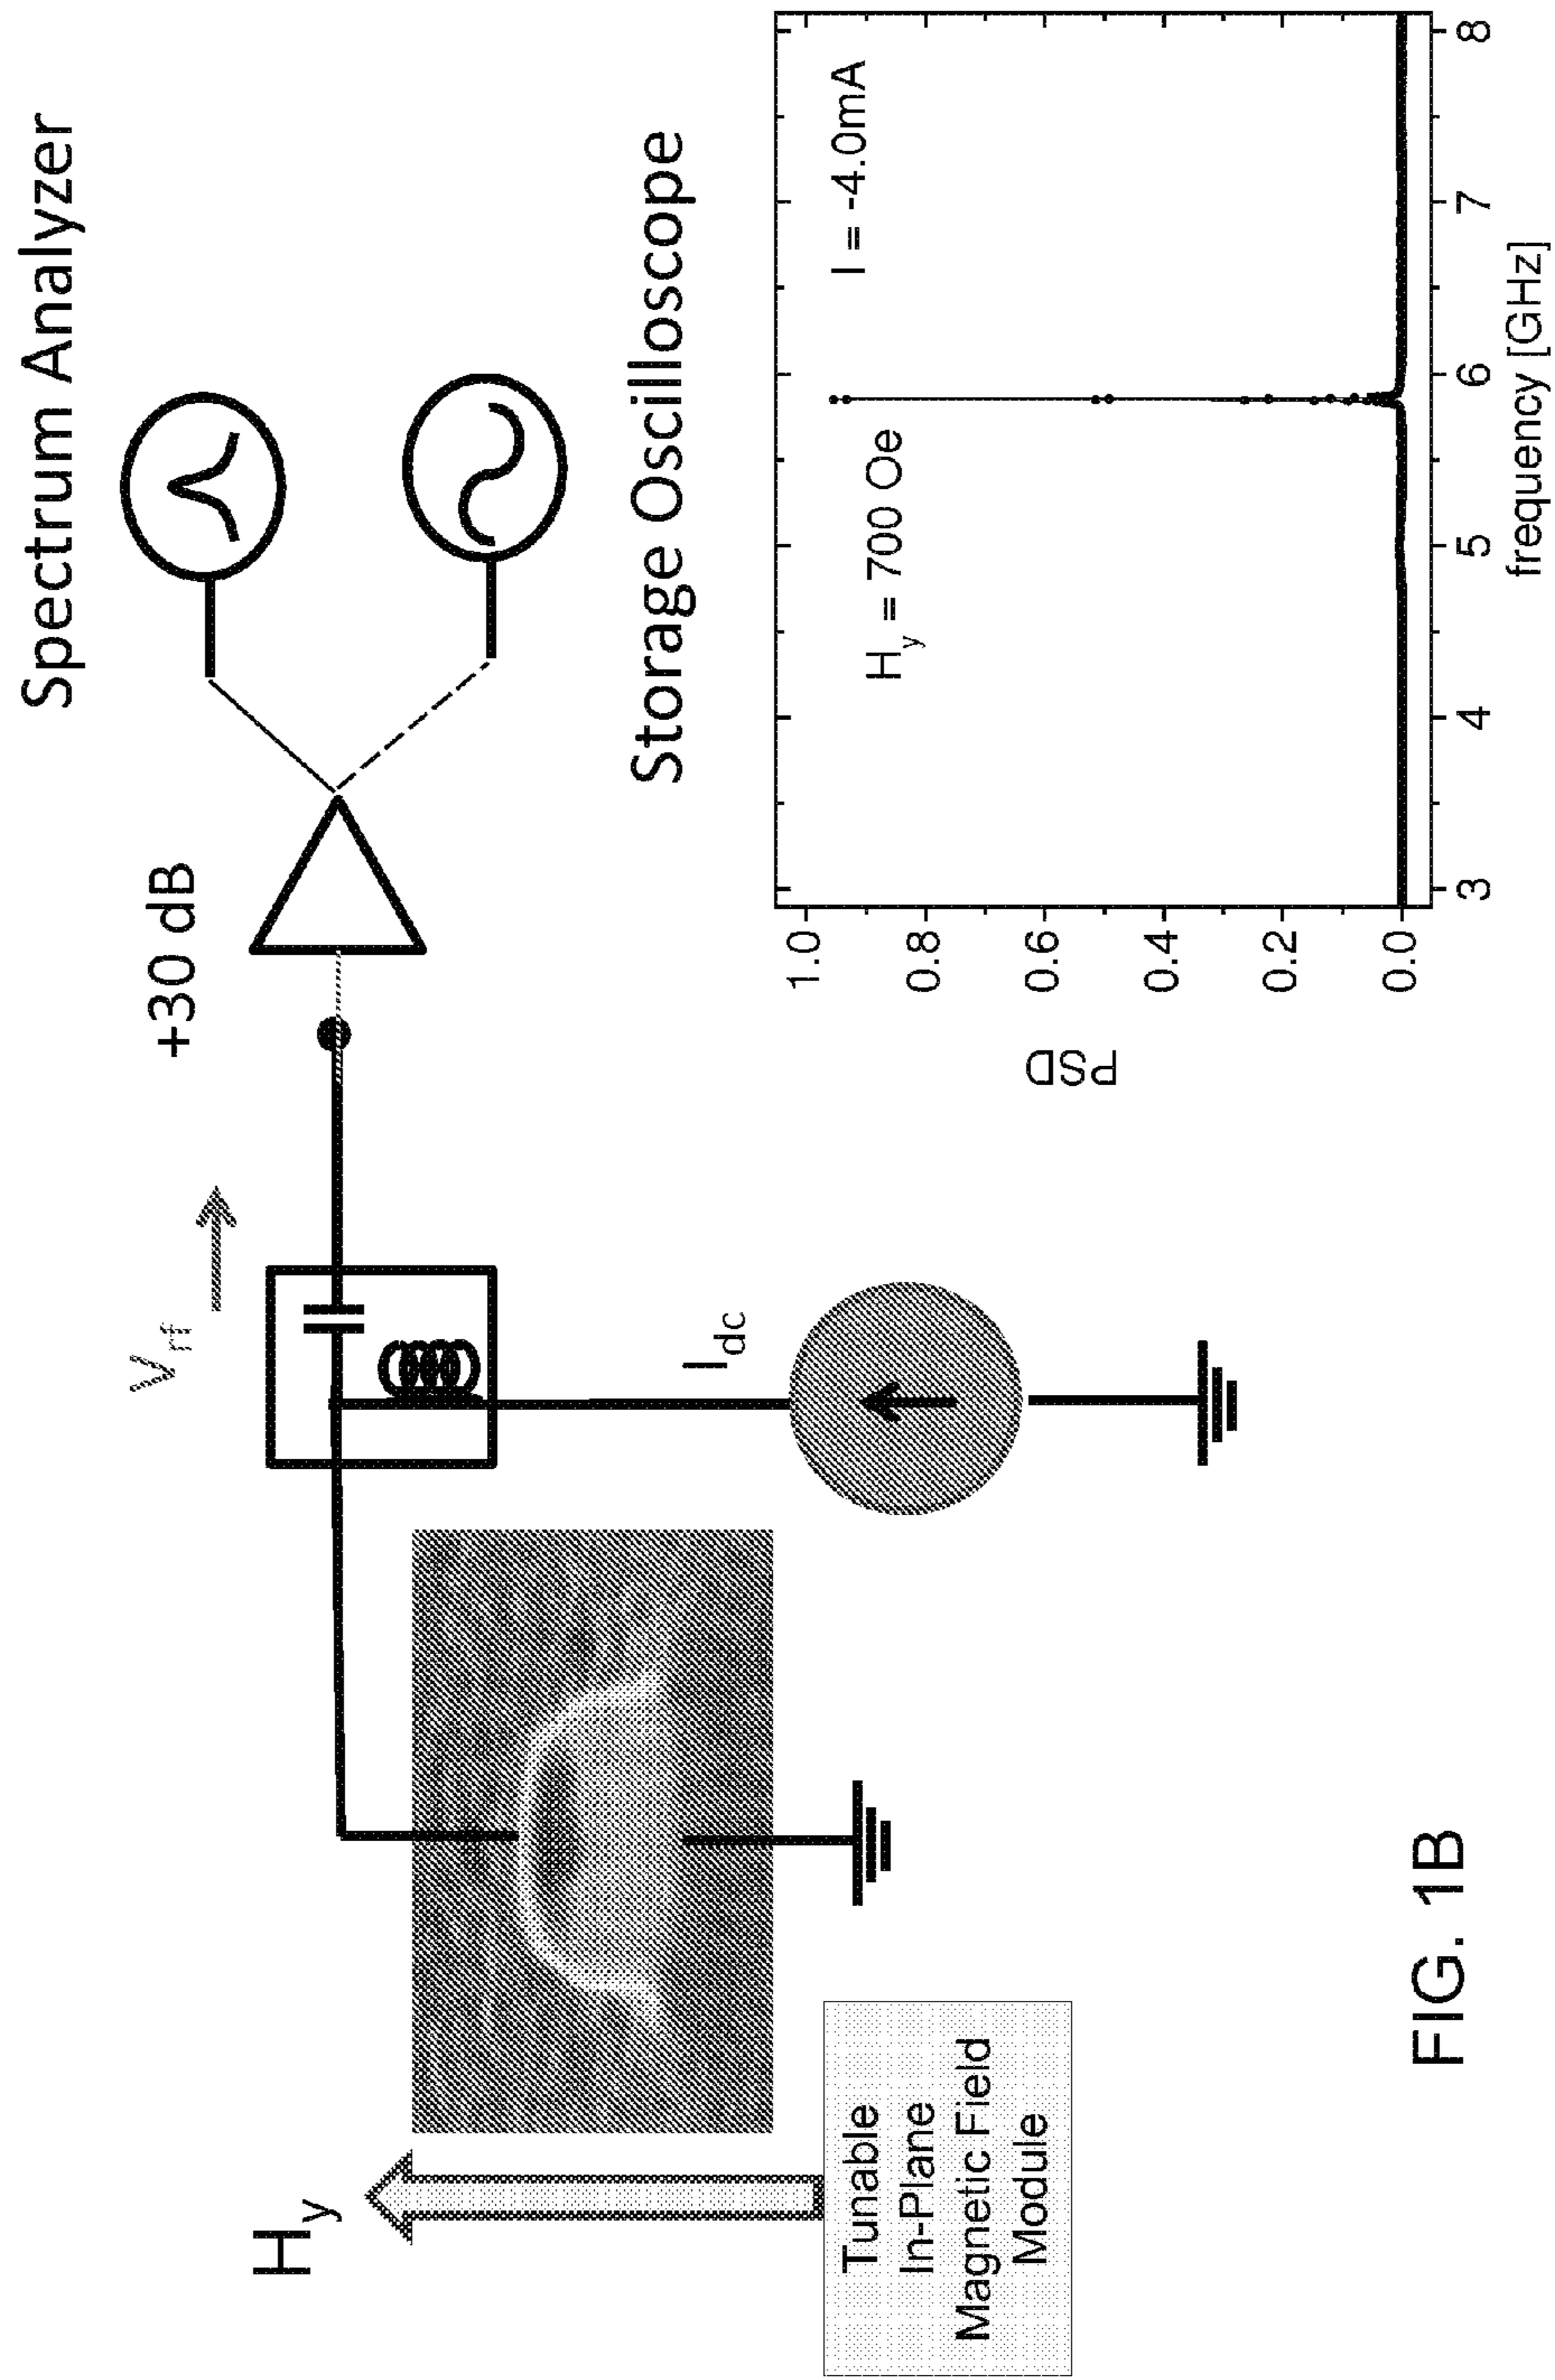 Spectrum Analyzer
+30 dB
V_rf
H_y
Storage Oscilloscope
I_dc
Tunable
In-Plane
Magnetic Field
Module
PSD
1.0
0.8
0.6
0.4
0.2
0.0
H_y = 700 Oe
I = -4.0mA
3 4 5 6 7 8
frequency [GHz]
FIG. 1B